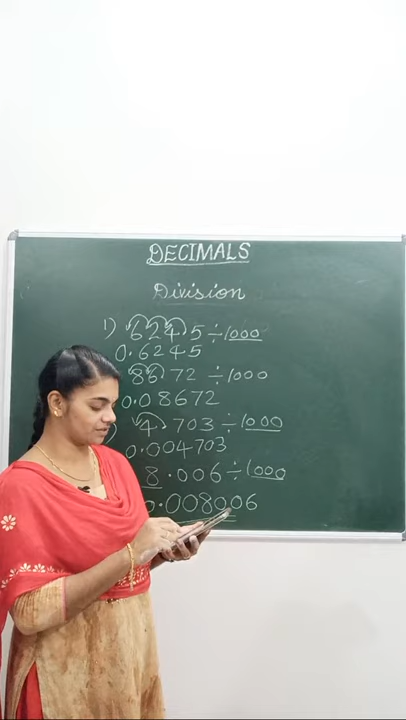 DECIMALS
Division
1) 624.5 ÷ 1000
0.6245
86.72 ÷ 1000
0.08672
4.703 ÷ 1000
0.004703
8.006 ÷ 1000
0.008006